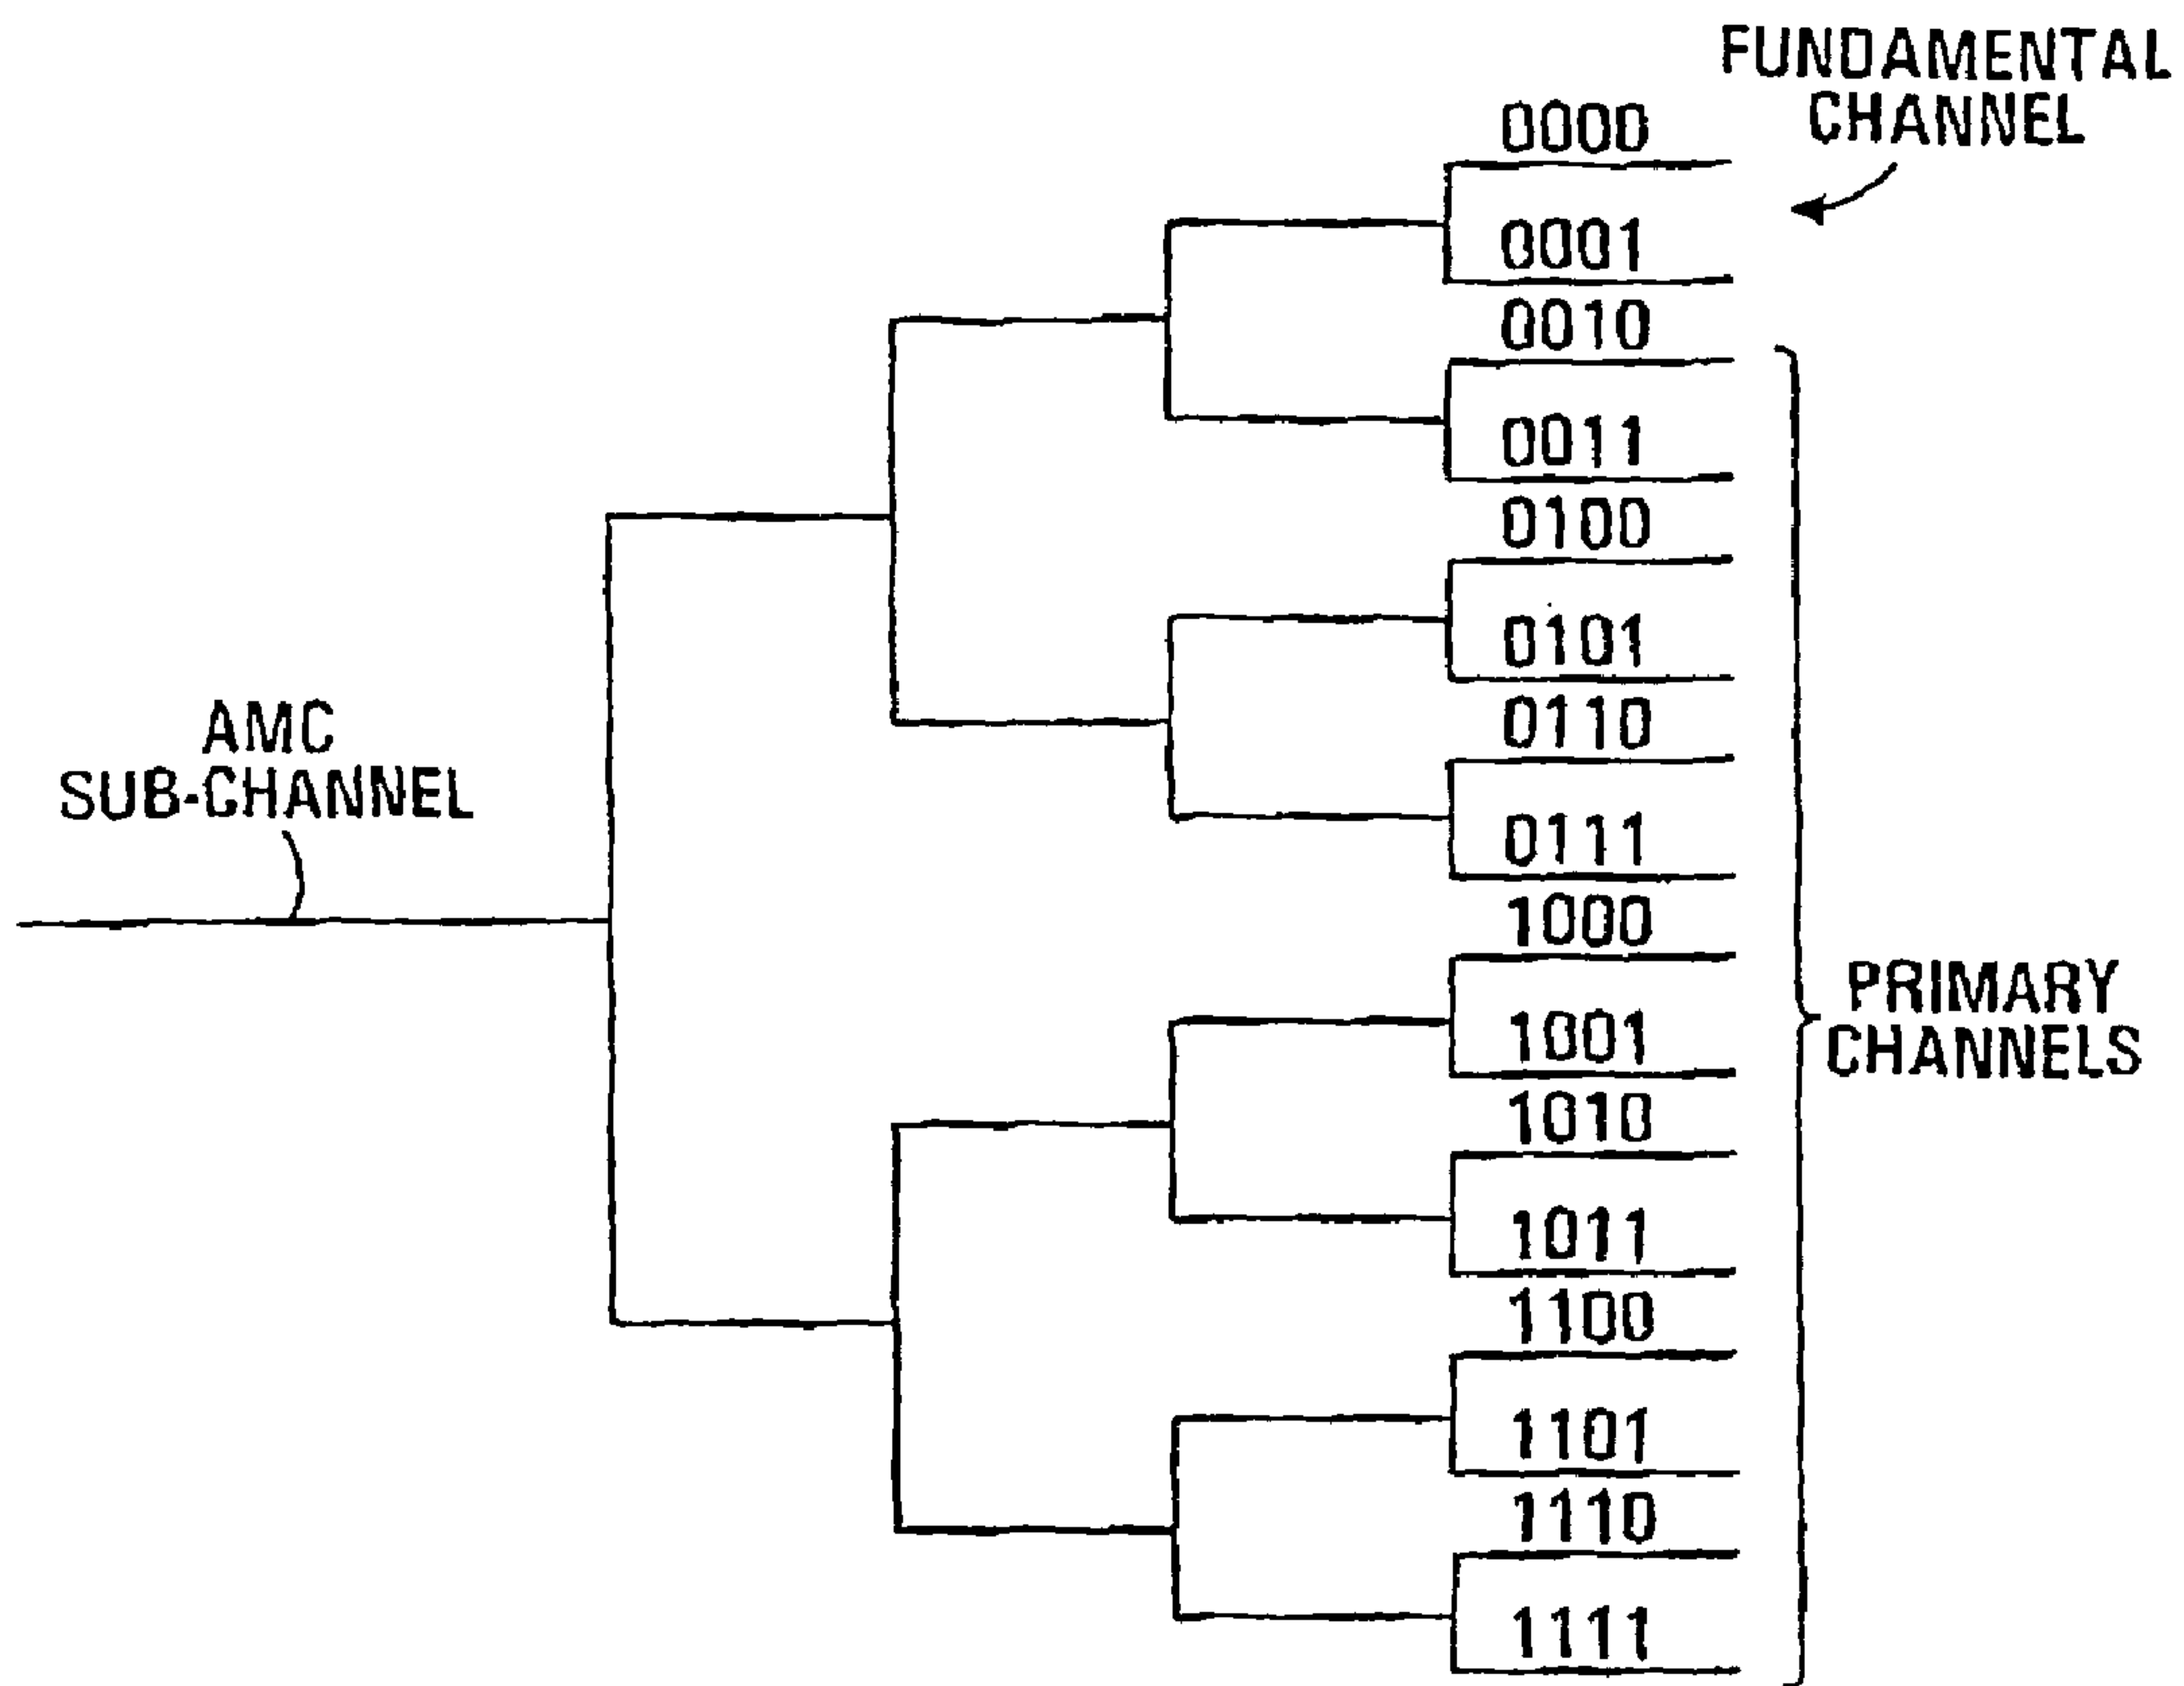 FUNDAMENTAL
CHANNEL
0000
0001
0010
0011
0100
0101
0110
0111
AMC
SUB-CHANNEL
1000
1001
1010
1011
1100
1101
1110
1111
PRIMARY
CHANNELS